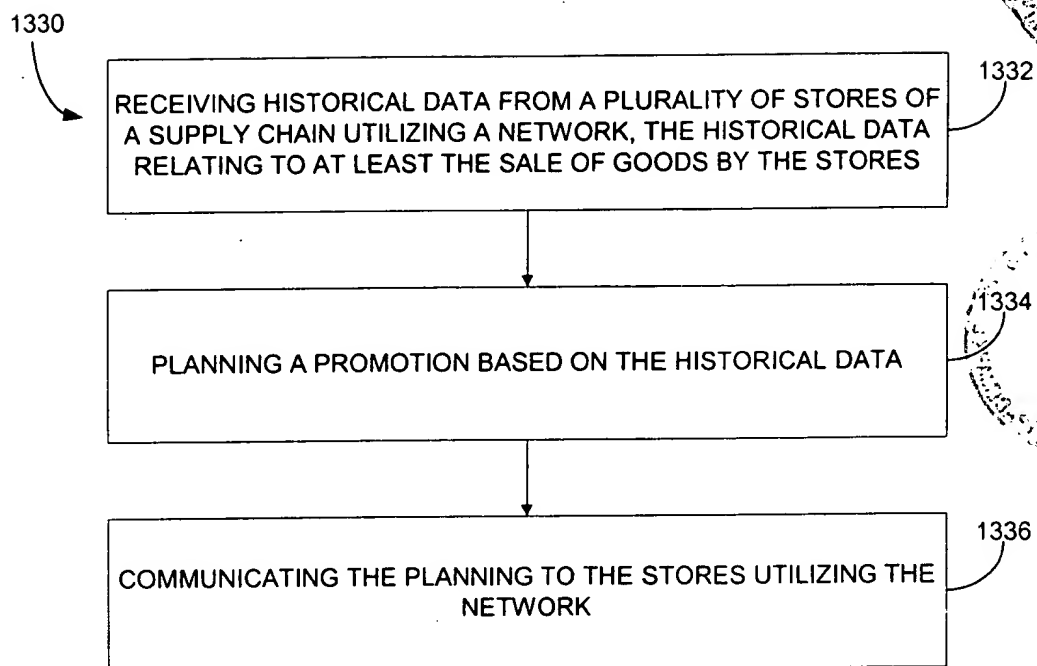 1330
1332
RECEIVING HISTORICAL DATA FROM A PLURALITY OF STORES OF
A SUPPLY CHAIN UTILIZING A NETWORK, THE HISTORICAL DATA
RELATING TO AT LEAST THE SALE OF GOODS BY THE STORES
1334
PLANNING A PROMOTION BASED ON THE HISTORICAL DATA
1336
COMMUNICATING THE PLANNING TO THE STORES UTILIZING THE
NETWORK